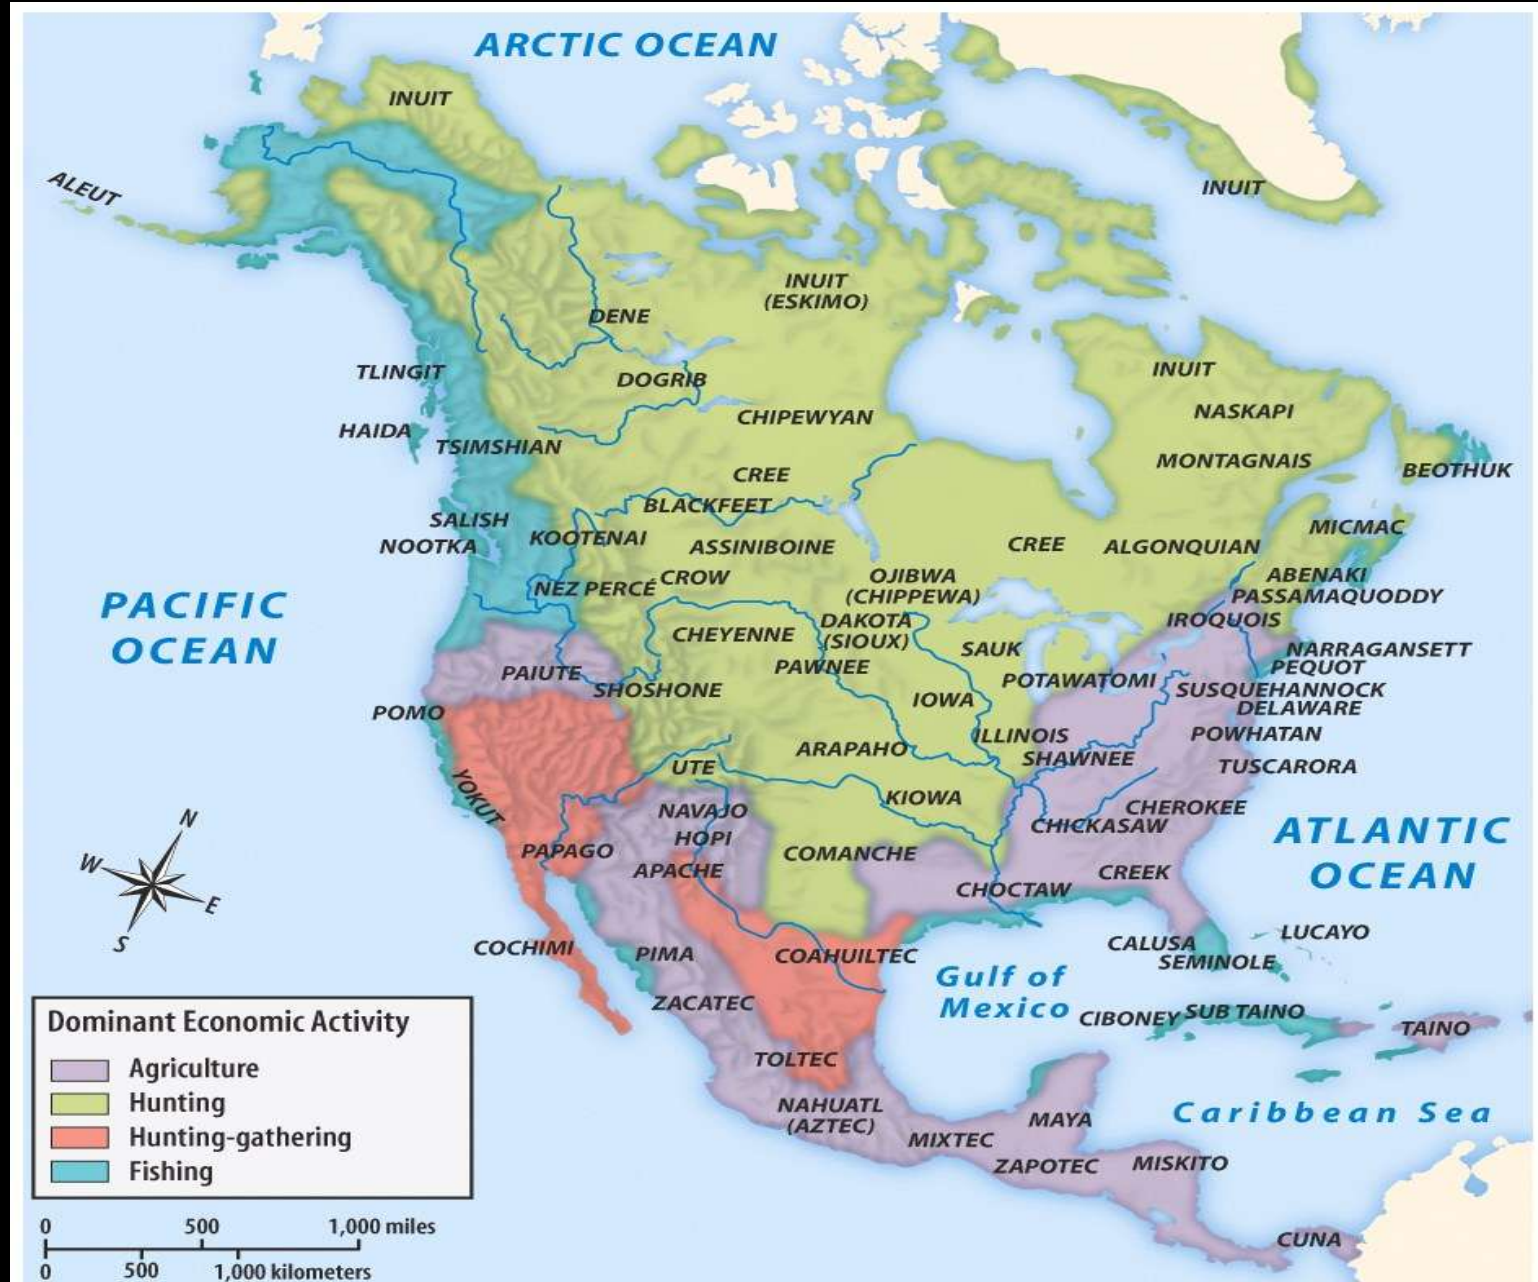 ARCTIC OCEAN
INUIT
ALEUT
INUIT
INUIT
(ESKIMO)
DENE
TLINGIT
DOGRIB
INUIT
HAIDA
CHIPEWYAN
NASKAPI
TSIMSHIAN
CREE
MONTAGNAIS
BEOTHUK
BLACKFEET
SALISH
KOOTENAI
MICMAC
NOOTKA
ASSINIBOINE
CREE
ALGONQUIAN
NEZ PERCÉ
CROW
OJIBWA
(CHIPPEWA)
ABENAKI
PASSAMAQUODDY
PACIFIC
OCEAN
CHEYENNE
DAKOTA
(SIOUX)
IROQUOIS
SAUK
NARRAGANSETT
PEQUOT
PAIUTE
SHOSHONE
PAWNEE
POTAWATOMI
SUSQUEHANNOCK
DELAWARE
IOWA
POMO
POWHATAN
ILLINOIS
ARAPAHO
SHAWNEE
TUSCARORA
UTE
YOKUT
KIOWA
CHEROKEE
NAVAJO
CHICKASAW
HOPI
ATLANTIC
OCEAN
PAPAGO
COMANCHE
APACHE
CREEK
CHOCTAW
N
W
E
S
COCHIMI
PIMA
COAHUILTEC
CALUSA
LUCAYO
SEMINOLE
Gulf of
Mexico
ZACATEC
CIBONEY
SUB TAINO
TAINO
TOLTEC
NAHUATL
(AZTEC)
MAYA
Caribbean Sea
MIXTEC
ZAPOTEC
MISKITO
CUNA
Dominant Economic Activity
Agriculture
Hunting
Hunting-gathering
Fishing
0 500 1,000 miles
0 500 1,000 kilometers